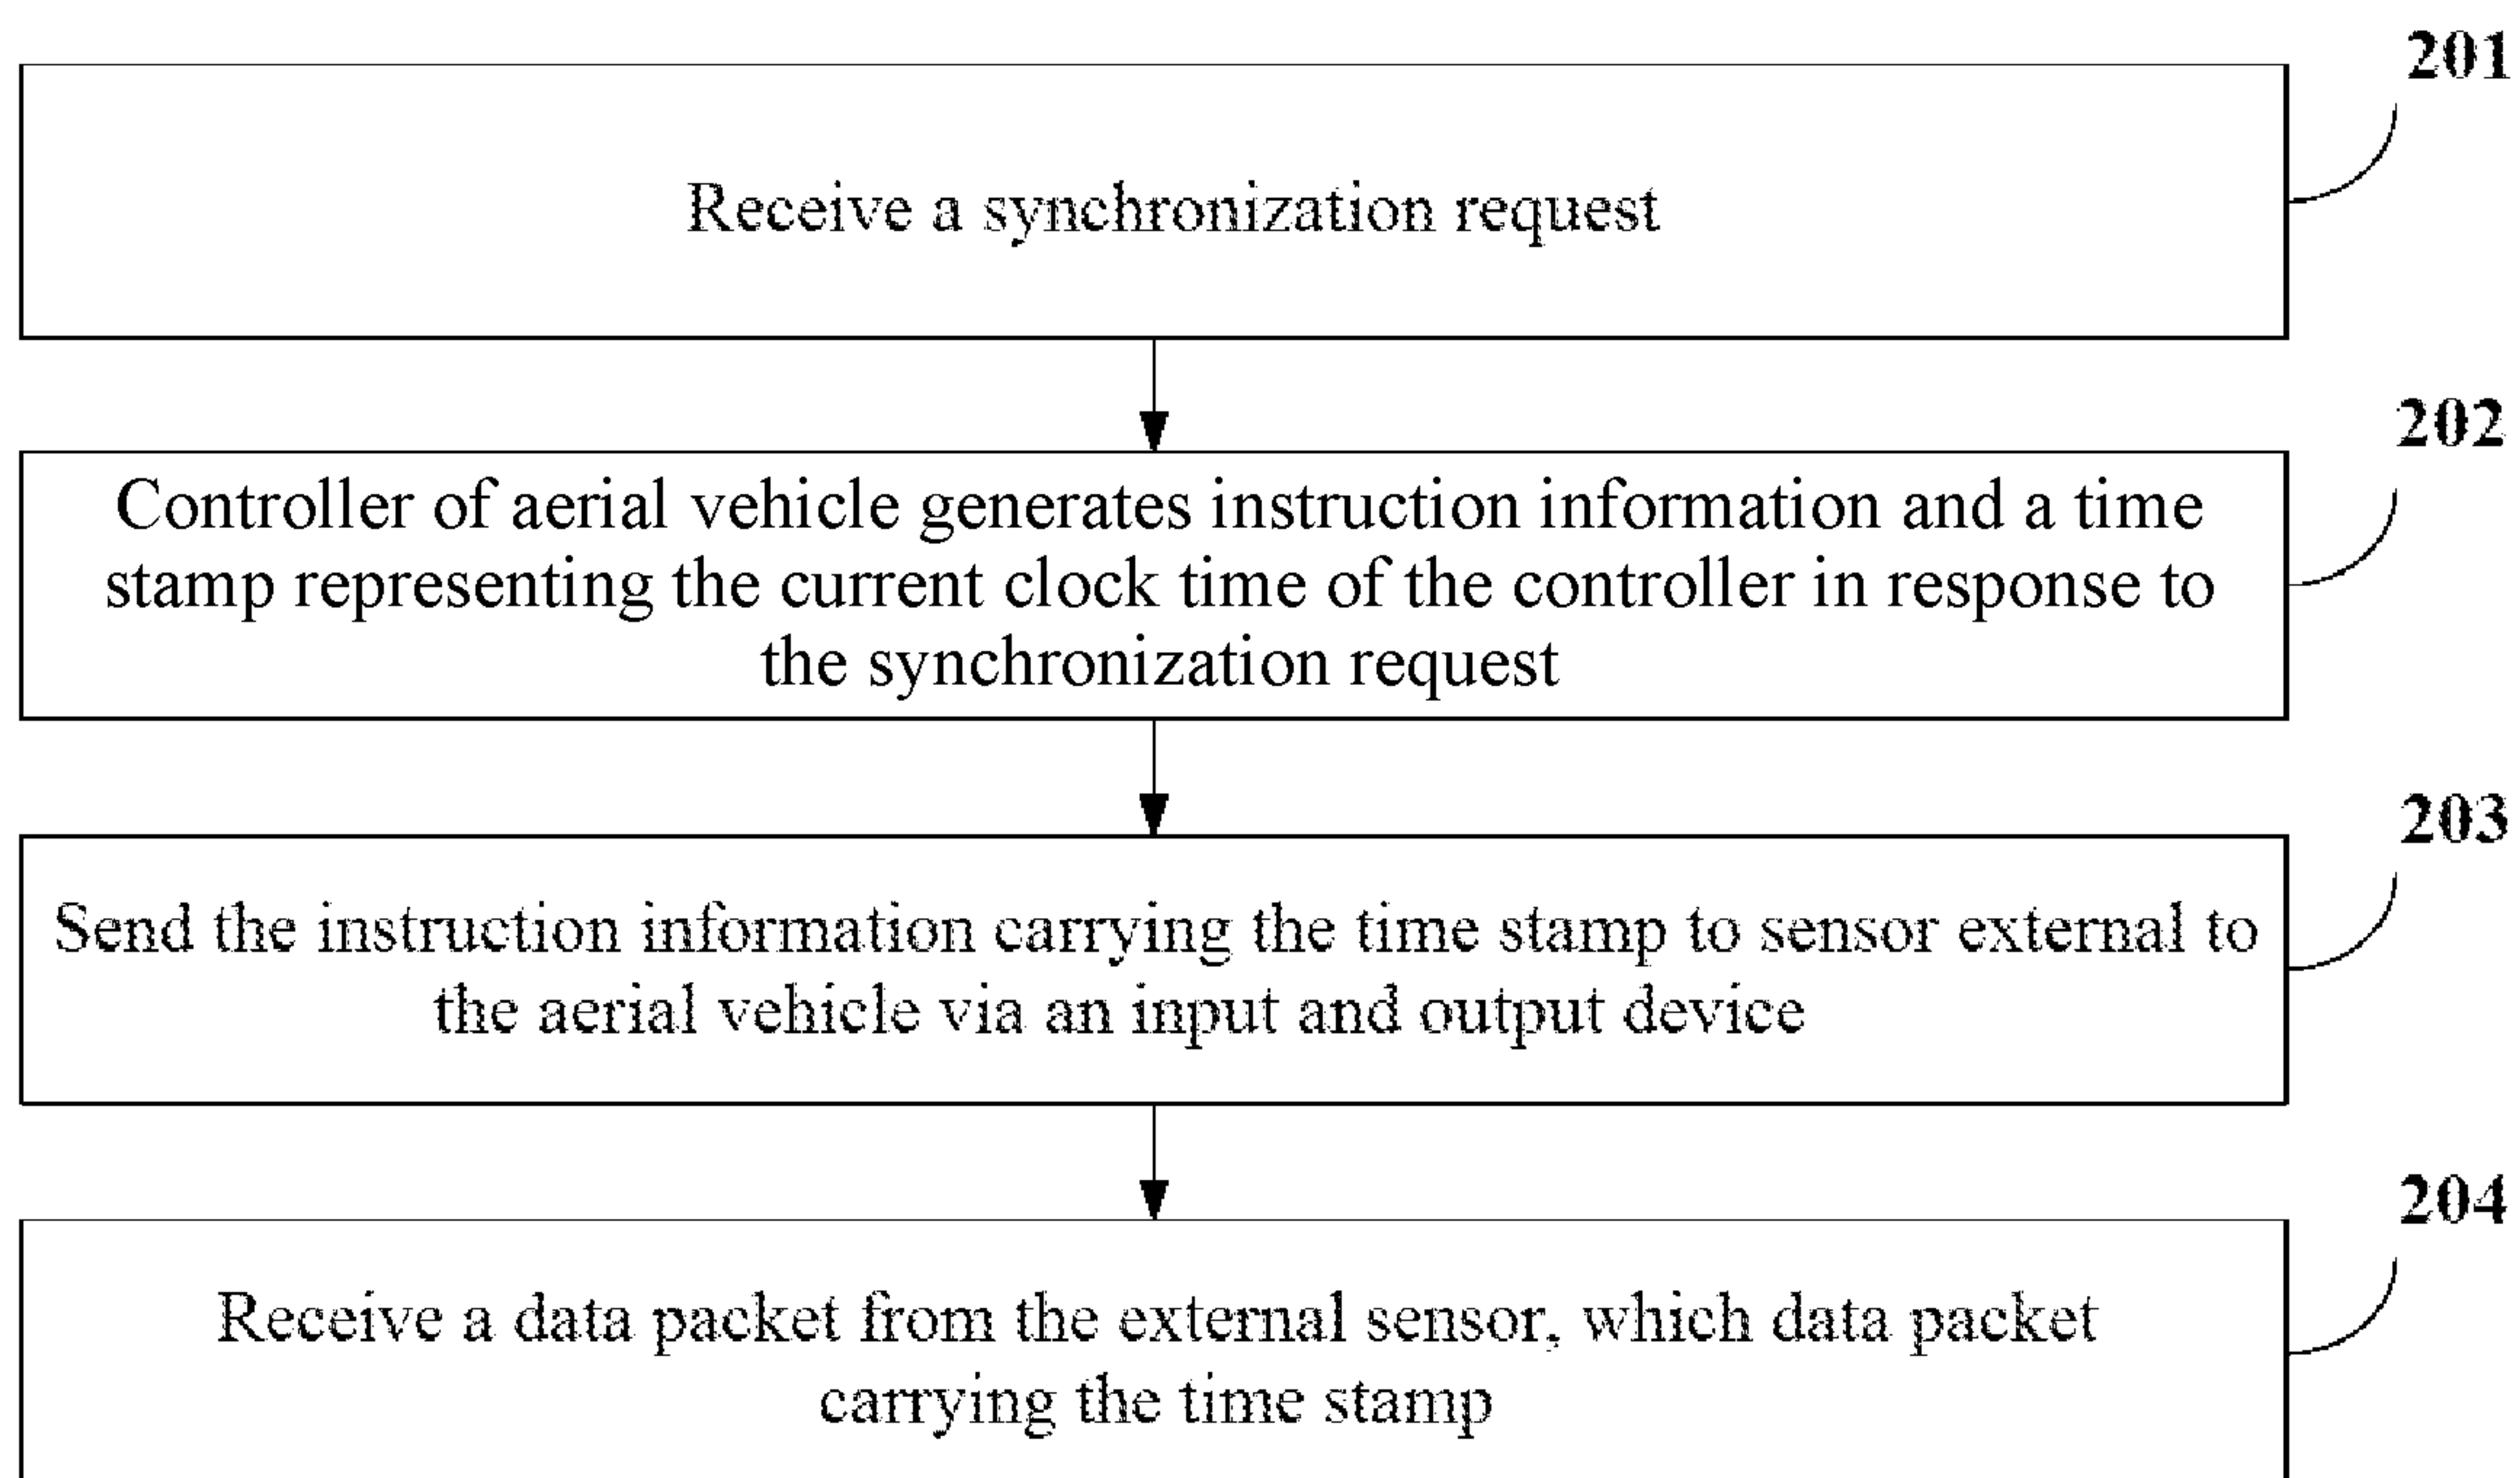 201
Receive a synchronization request
202
Controller of aerial vehicle generates instruction information and a time
stamp representing the current clock time of the controller in response to
the synchronization request
203
Send the instruction information carrying the time stamp to sensor external to
the aerial vehicle via an input and output device
204
Receive a data packet from the external sensor, which data packet
carrying the time stamp